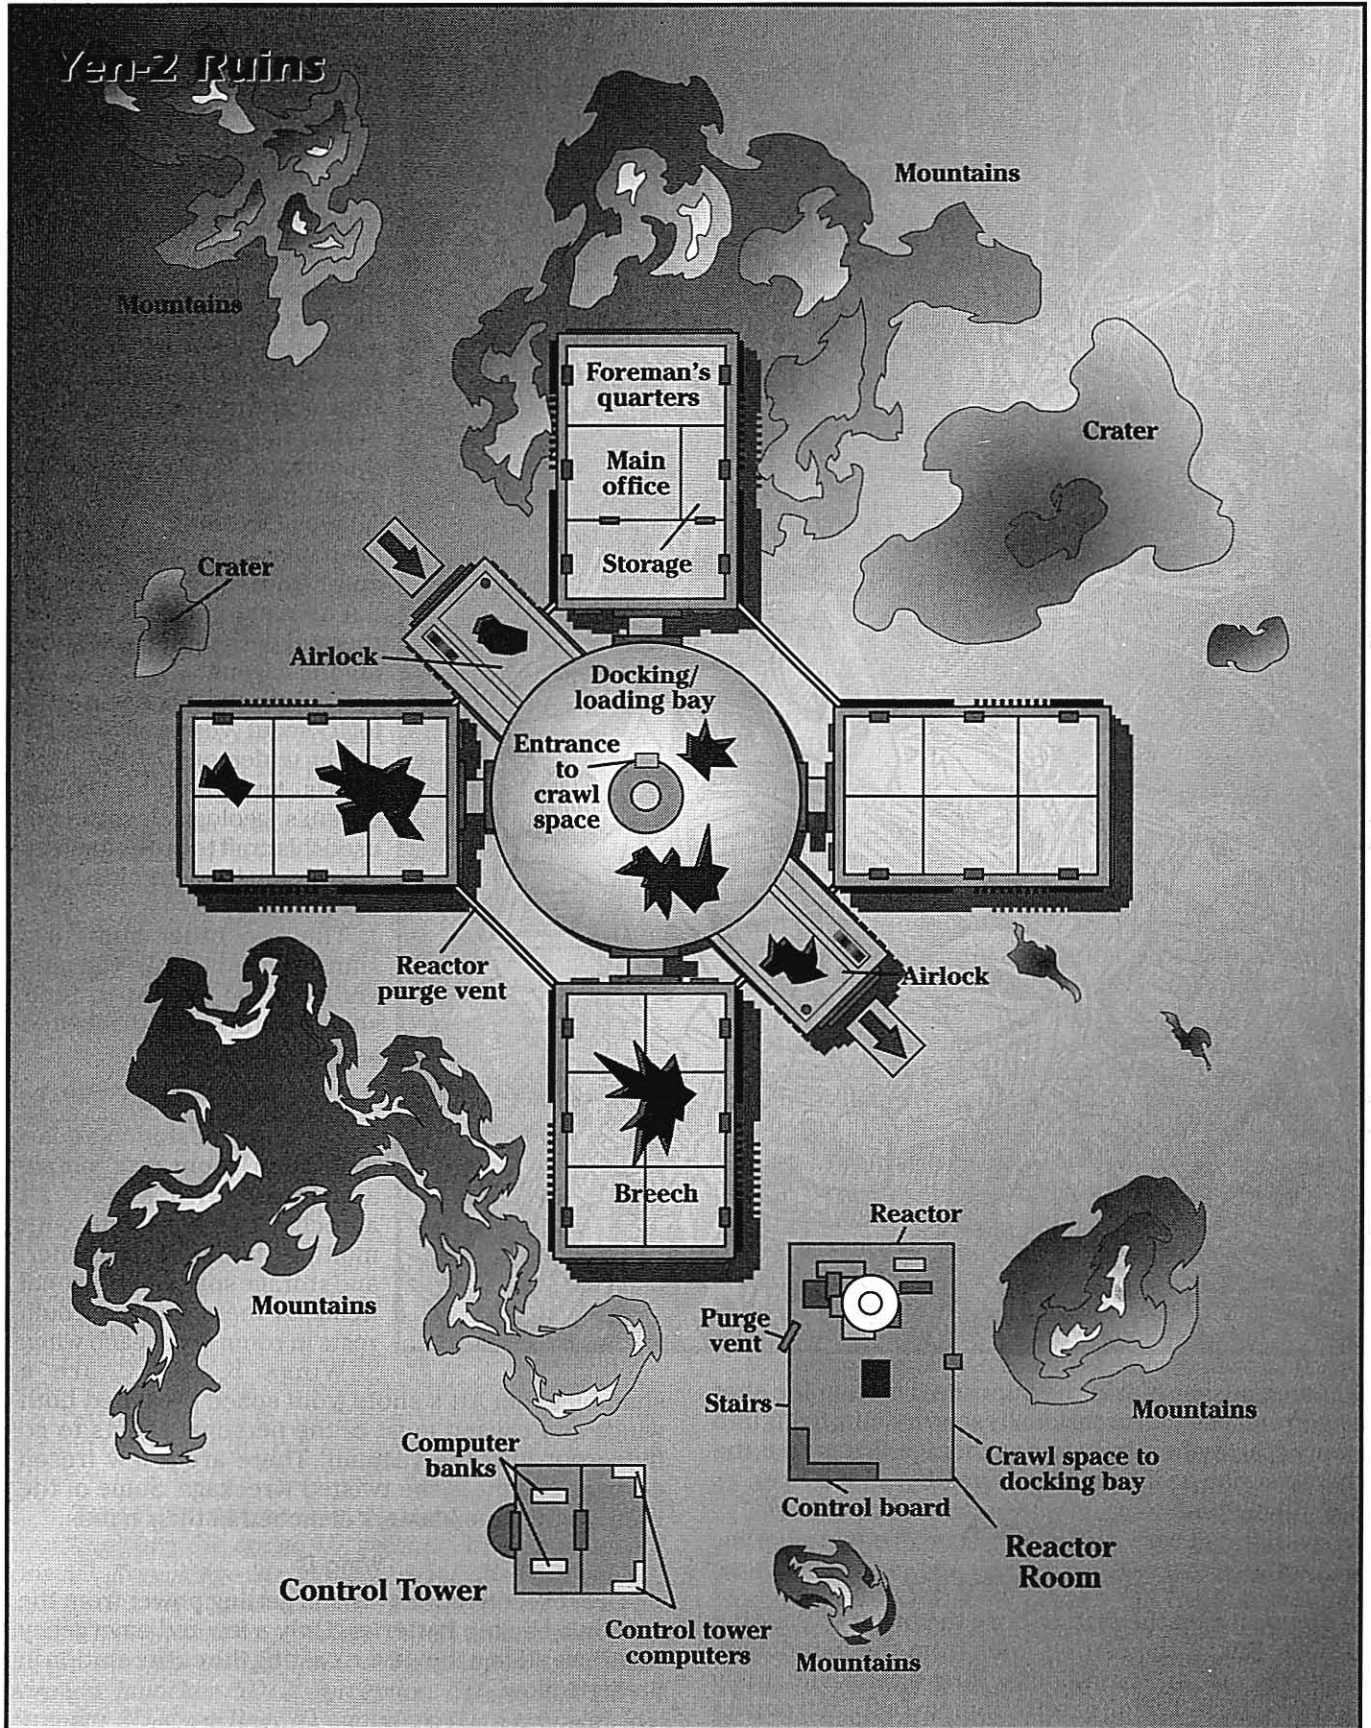 Yen-2 Ruins
Mountains
Mountains
Foreman's
quarters
Main
office
Storage
Crater
Crater
Airlock
Docking/
loading bay
Entrance
to
crawl
space
Reactor
purge vent
Airlock
Breech
Mountains
Reactor
Purge
vent
Stairs
Mountains
Crawl space to
docking bay
Control board
Reactor
Room
Computer
banks
Control Tower
Control tower
computers
Mountains